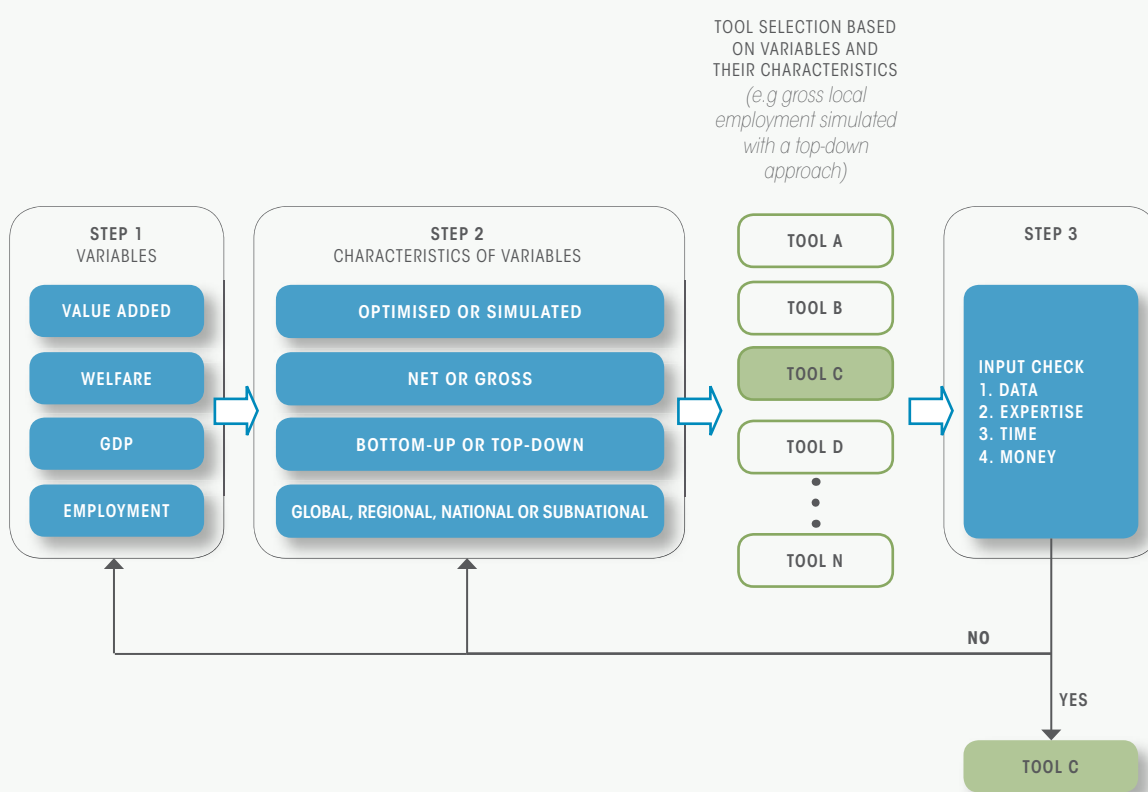 TOOL SELECTION BASED
ON VARIABLES AND
THEIR CHARACTERISTICS
(e.g gross local
employment simulated
with a top-down
approach)
STEP 1
VARIABLES
VALUE ADDED
WELFARE
GDP
EMPLOYMENT
STEP 2
CHARACTERISTICS OF VARIABLES
OPTIMISED OR SIMULATED
NET OR GROSS
BOTTOM-UP OR TOP-DOWN
GLOBAL, REGIONAL, NATIONAL OR SUBNATIONAL
TOOL A
TOOL B
TOOL C
TOOL D
TOOL N
STEP 3
INPUT CHECK
1. DATA
2. EXPERTISE
3. TIME
4. MONEY
NO
YES
TOOL C